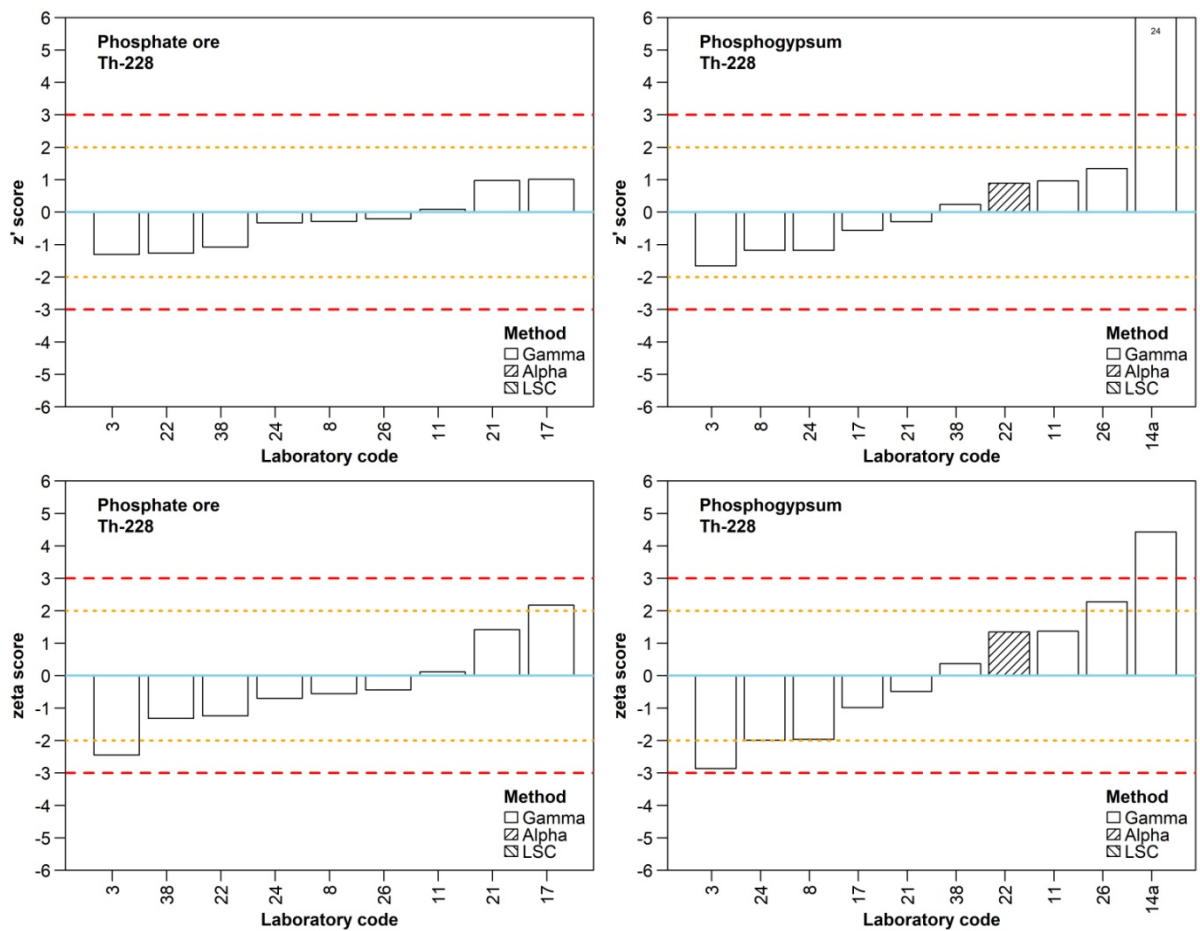 Phosphate ore
Th-228
6
5
4
3
2
1
0
-1
-2
-3
-4
-5
-6
z' score
Method
Gamma
Alpha
LSC
3
22
38
24
8
26
11
21
17
Laboratory code
Phosphogypsum
Th-228
24
6
5
4
3
2
1
0
-1
-2
-3
-4
-5
-6
z' score
Method
Gamma
Alpha
LSC
3
8
24
17
21
38
22
11
26
14a
Laboratory code
Phosphate ore
Th-228
6
5
4
3
2
1
0
-1
-2
-3
-4
-5
-6
zeta score
Method
Gamma
Alpha
LSC
3
38
22
24
8
26
11
21
17
Laboratory code
Phosphogypsum
Th-228
6
5
4
3
2
1
0
-1
-2
-3
-4
-5
-6
zeta score
Method
Gamma
Alpha
LSC
3
24
8
17
21
38
22
11
26
14a
Laboratory code